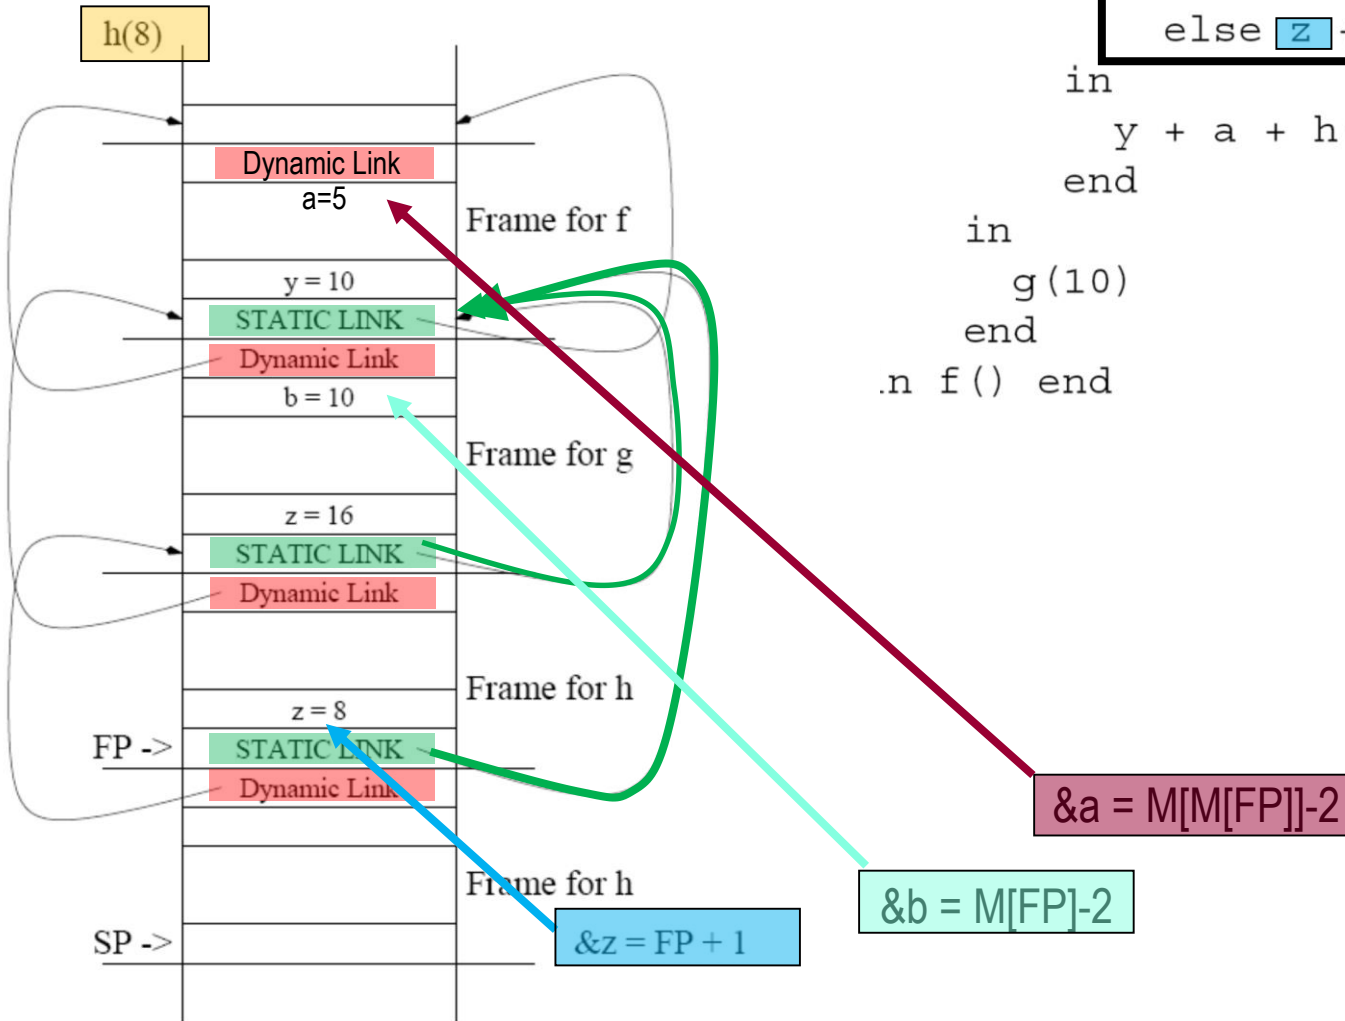 h(8)
Dynamic Link
a=5
Frame for f
y = 10
STATIC LINK
Dynamic Link
b = 10
Frame for g
z = 16
STATIC LINK
Dynamic Link
Frame for h
z = 8
FP ->
STATIC LINK
Dynamic Link
Frame for h
SP ->
&z = FP + 1
&b = M[FP]-2
&a = M[M[FP]]-2
else z
in
y + a + h
end
in
g(10)
end
n f() end